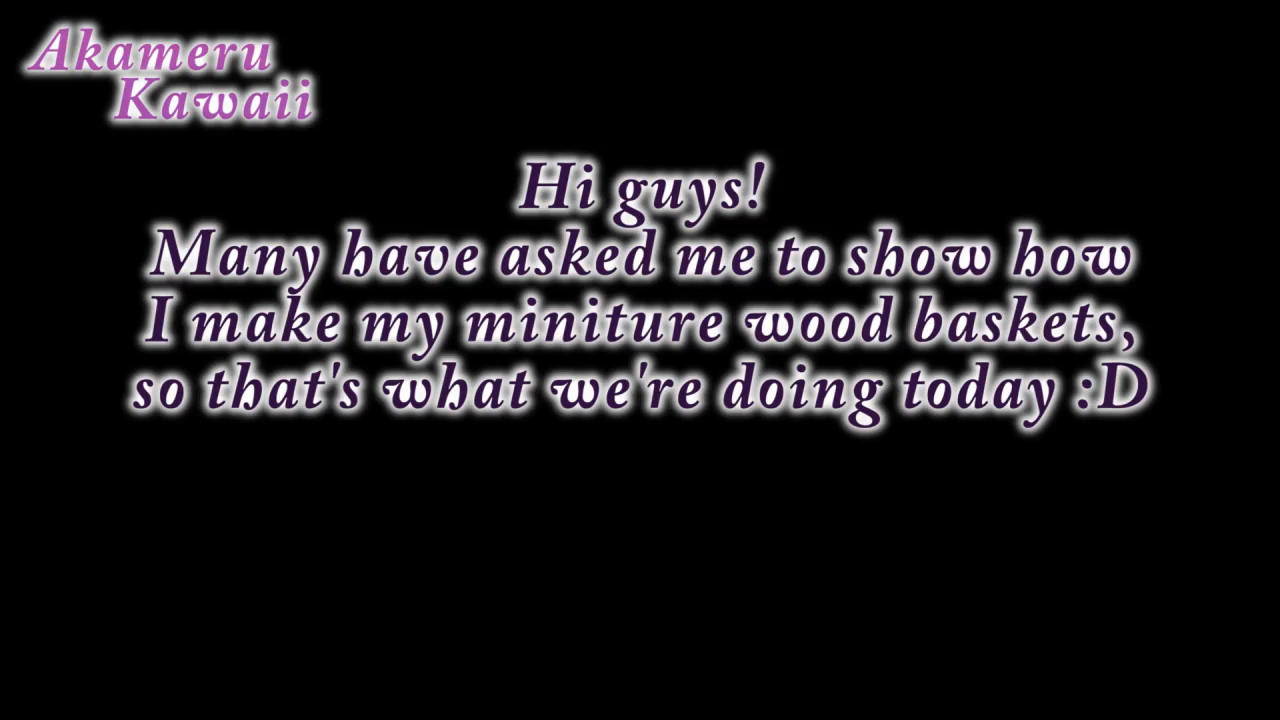 Akameru
Kawaii
Hi guys!
Many have asked me to show how
I make my miniture wood baskets,
so that's what we're doing today :D